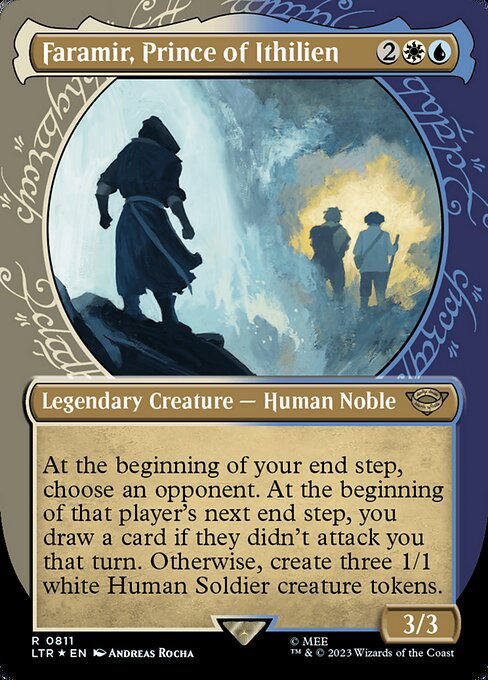 Faramir, Prince of Ithilien 2
Legendary Creature — Human Noble
At the beginning of your end step,
choose an opponent. At the beginning
of that player's next end step, you
draw a card if they didn't attack you
that turn. Otherwise, create three 1/1
white Human Soldier creature tokens.
3/3
R 0811
LTR ★ EN ANDREAS ROCHA
© MEE
™ & © 2023 Wizards of the Coast